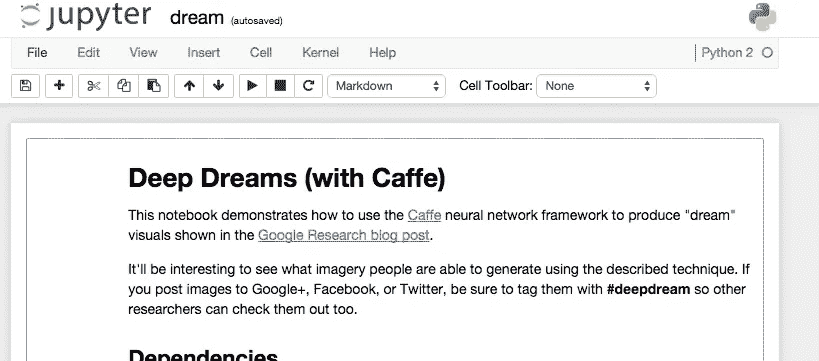 jupyter dream (autosaved)
File Edit View Insert Cell Kernel Help Python 2
Markdown Cell Toolbar: None
Deep Dreams (with Caffe)
This notebook demonstrates how to use the Caffe neural network framework to produce "dream"
visuals shown in the Google Research blog post.
It'll be interesting to see what imagery people are able to generate using the described technique. If
you post images to Google+, Facebook, or Twitter, be sure to tag them with #deepdream so other
researchers can check them out too.
Dependencies